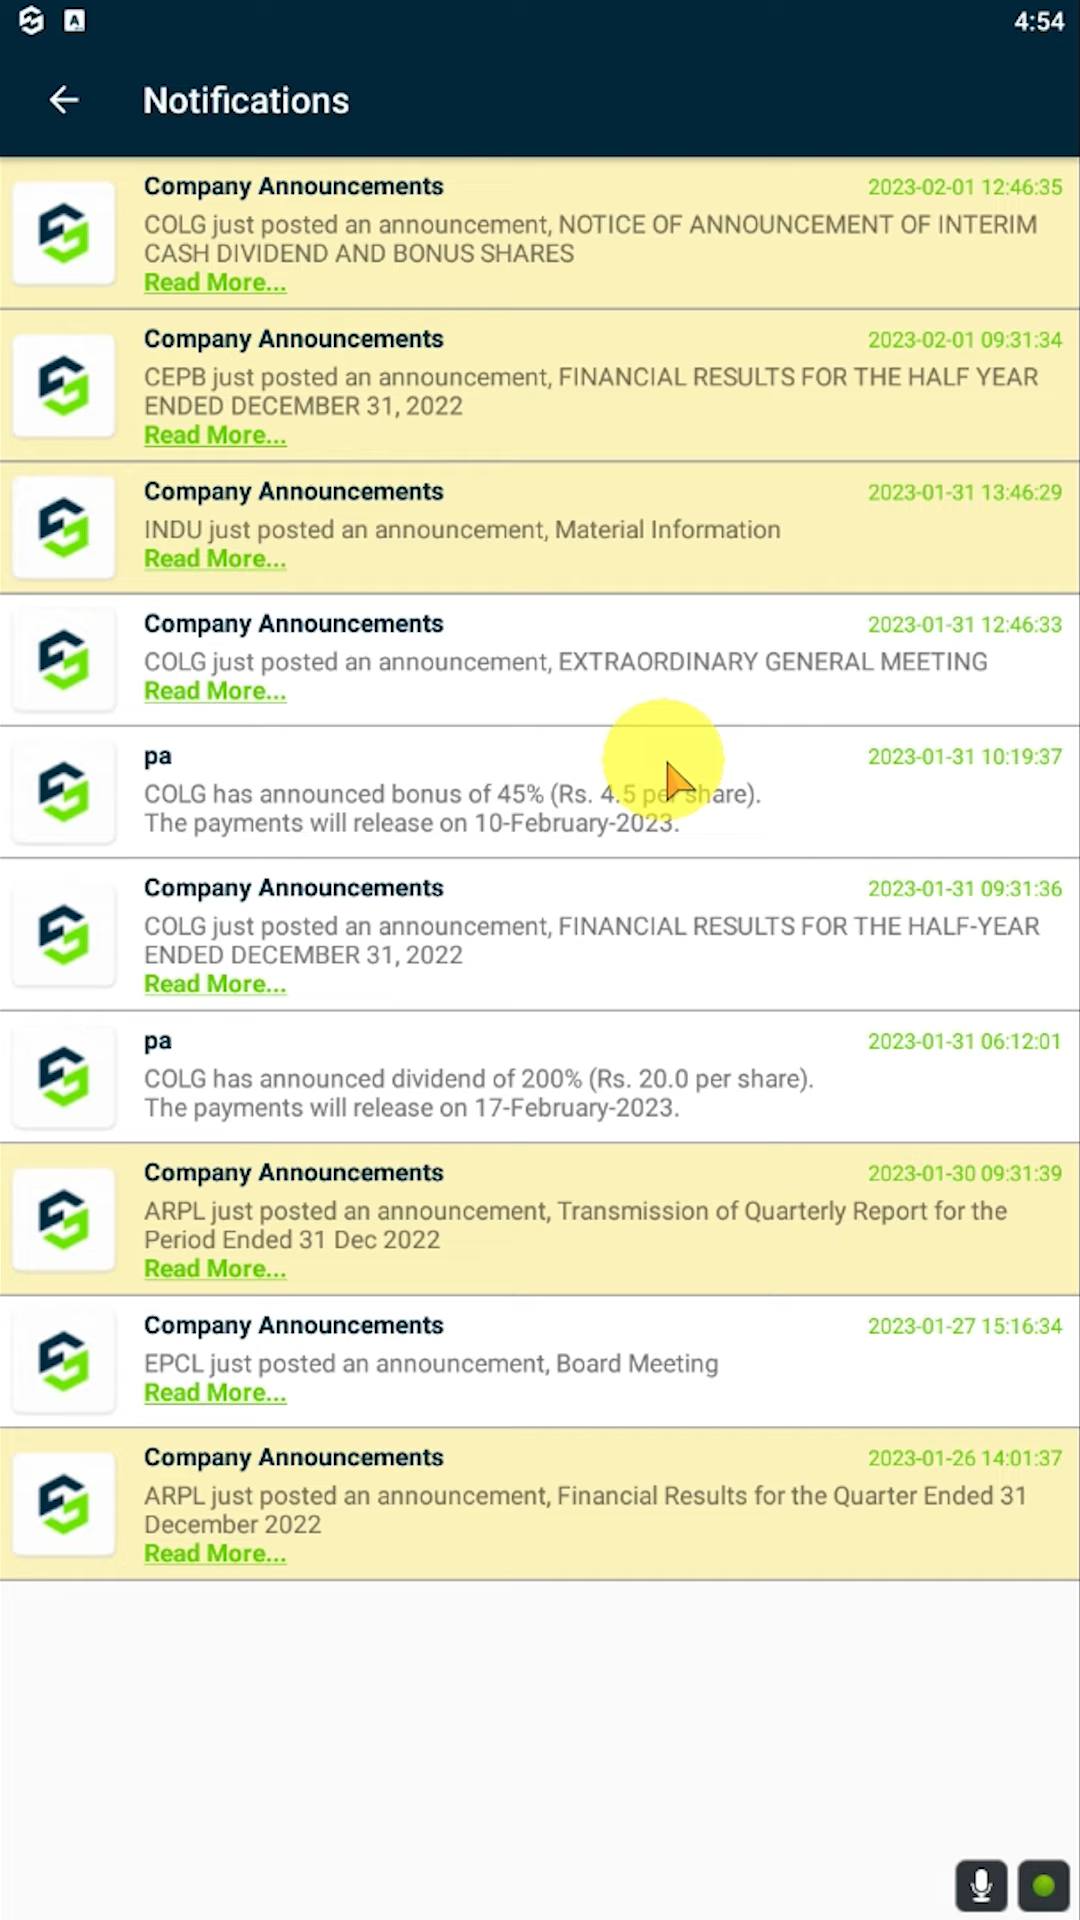 4:54
Notifications
Company Announcements 2023-02-01 12:46:35
COLG just posted an announcement, NOTICE OF ANNOUNCEMENT OF INTERIM
CASH DIVIDEND AND BONUS SHARES
Read More...
Company Announcements 2023-02-01 09:31:34
CEPB just posted an announcement, FINANCIAL RESULTS FOR THE HALF YEAR
ENDED DECEMBER 31, 2022
Read More...
Company Announcements 2023-01-31 13:46:29
INDU just posted an announcement, Material Information
Read More...
Company Announcements 2023-01-31 12:46:33
COLG just posted an announcement, EXTRAORDINARY GENERAL MEETING
Read More...
pa 2023-01-31 10:19:37
COLG has announced bonus of 45% (Rs. 4.5 per share).
The payments will release on 10-February-2023.
Company Announcements 2023-01-31 09:31:36
COLG just posted an announcement, FINANCIAL RESULTS FOR THE HALF-YEAR
ENDED DECEMBER 31, 2022
Read More...
pa 2023-01-31 06:12:01
COLG has announced dividend of 200% (Rs. 20.0 per share).
The payments will release on 17-February-2023.
Company Announcements 2023-01-30 09:31:39
ARPL just posted an announcement, Transmission of Quarterly Report for the
Period Ended 31 Dec 2022
Read More...
Company Announcements 2023-01-27 15:16:34
EPCL just posted an announcement, Board Meeting
Read More...
Company Announcements 2023-01-26 14:01:37
ARPL just posted an announcement, Financial Results for the Quarter Ended 31
December 2022
Read More...